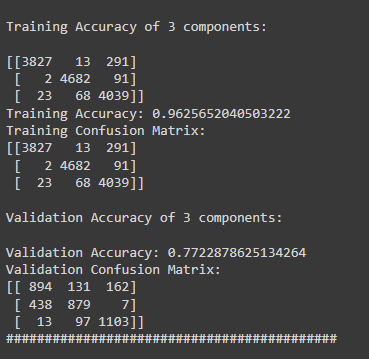 Training Accuracy of 3 components:
[[3827   13  291]
 [   2 4682   91]
 [  23   68 4039]]
Training Accuracy: 0.9625652040503222
Training Confusion Matrix:
[[3827   13  291]
 [   2 4682   91]
 [  23   68 4039]]
Validation Accuracy of 3 components:
Validation Accuracy: 0.7722878625134264
Validation Confusion Matrix:
[[ 894  131  162]
 [ 438  879    7]
 [  13   97 1103]]
###########################################